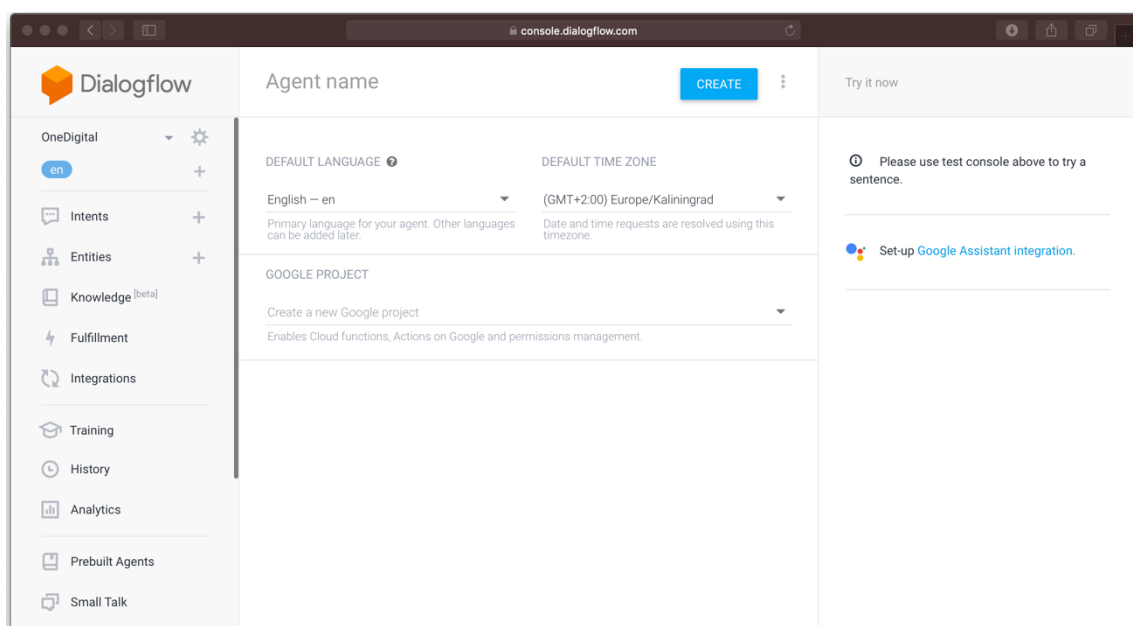 console.dialogflow.com
Dialogflow
OneDigital
en
Intents
Entities
Knowledge [beta]
Fulfillment
Integrations
Training
History
Analytics
Prebuilt Agents
Small Talk
Agent name
CREATE
DEFAULT LANGUAGE
English — en
Primary language for your agent. Other languages
can be added later.
DEFAULT TIME ZONE
(GMT+2:00) Europe/Kaliningrad
Date and time requests are resolved using this
timezone.
GOOGLE PROJECT
Create a new Google project
Enables Cloud functions, Actions on Google and permissions management.
Try it now
Please use test console above to try a
sentence.
Set-up Google Assistant integration.